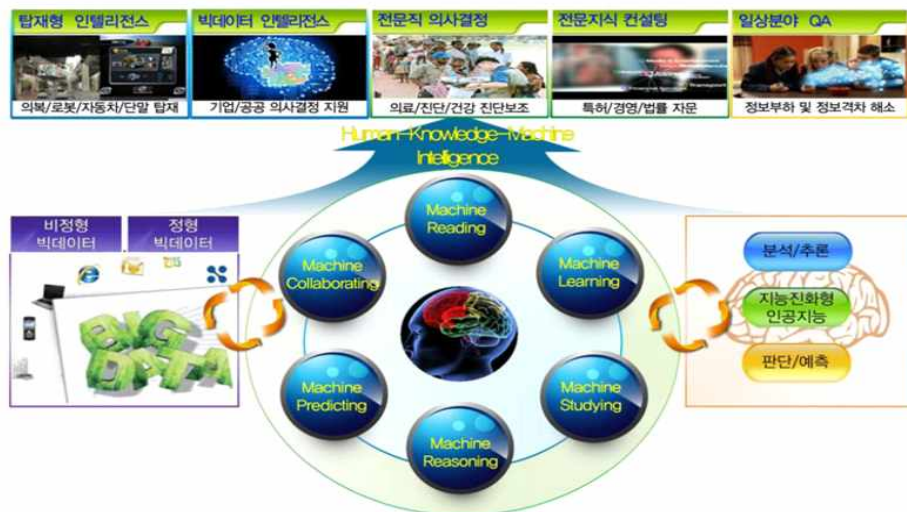 탑재형 인텔리전스
빅데이터 인텔리전스
전문직 의사결정
전문지식 컨설팅
일상분야 QA
의복/로봇/자동차/단말 탑재
기업/공공 의사결정 지원
의료/진단/건강 진단보조
특허/경영/법률 자문
정보부하 및 정보격차 해소
Human-Knowledge-Machine
Intelligence
비정형
빅데이터
정형
빅데이터
BIG
DATA
Machine
Reading
Machine
Learning
Machine
Studying
Machine
Reasoning
Machine
Predicting
Machine
Collaborating
분석/추론
지능진화형
인공지능
판단/예측